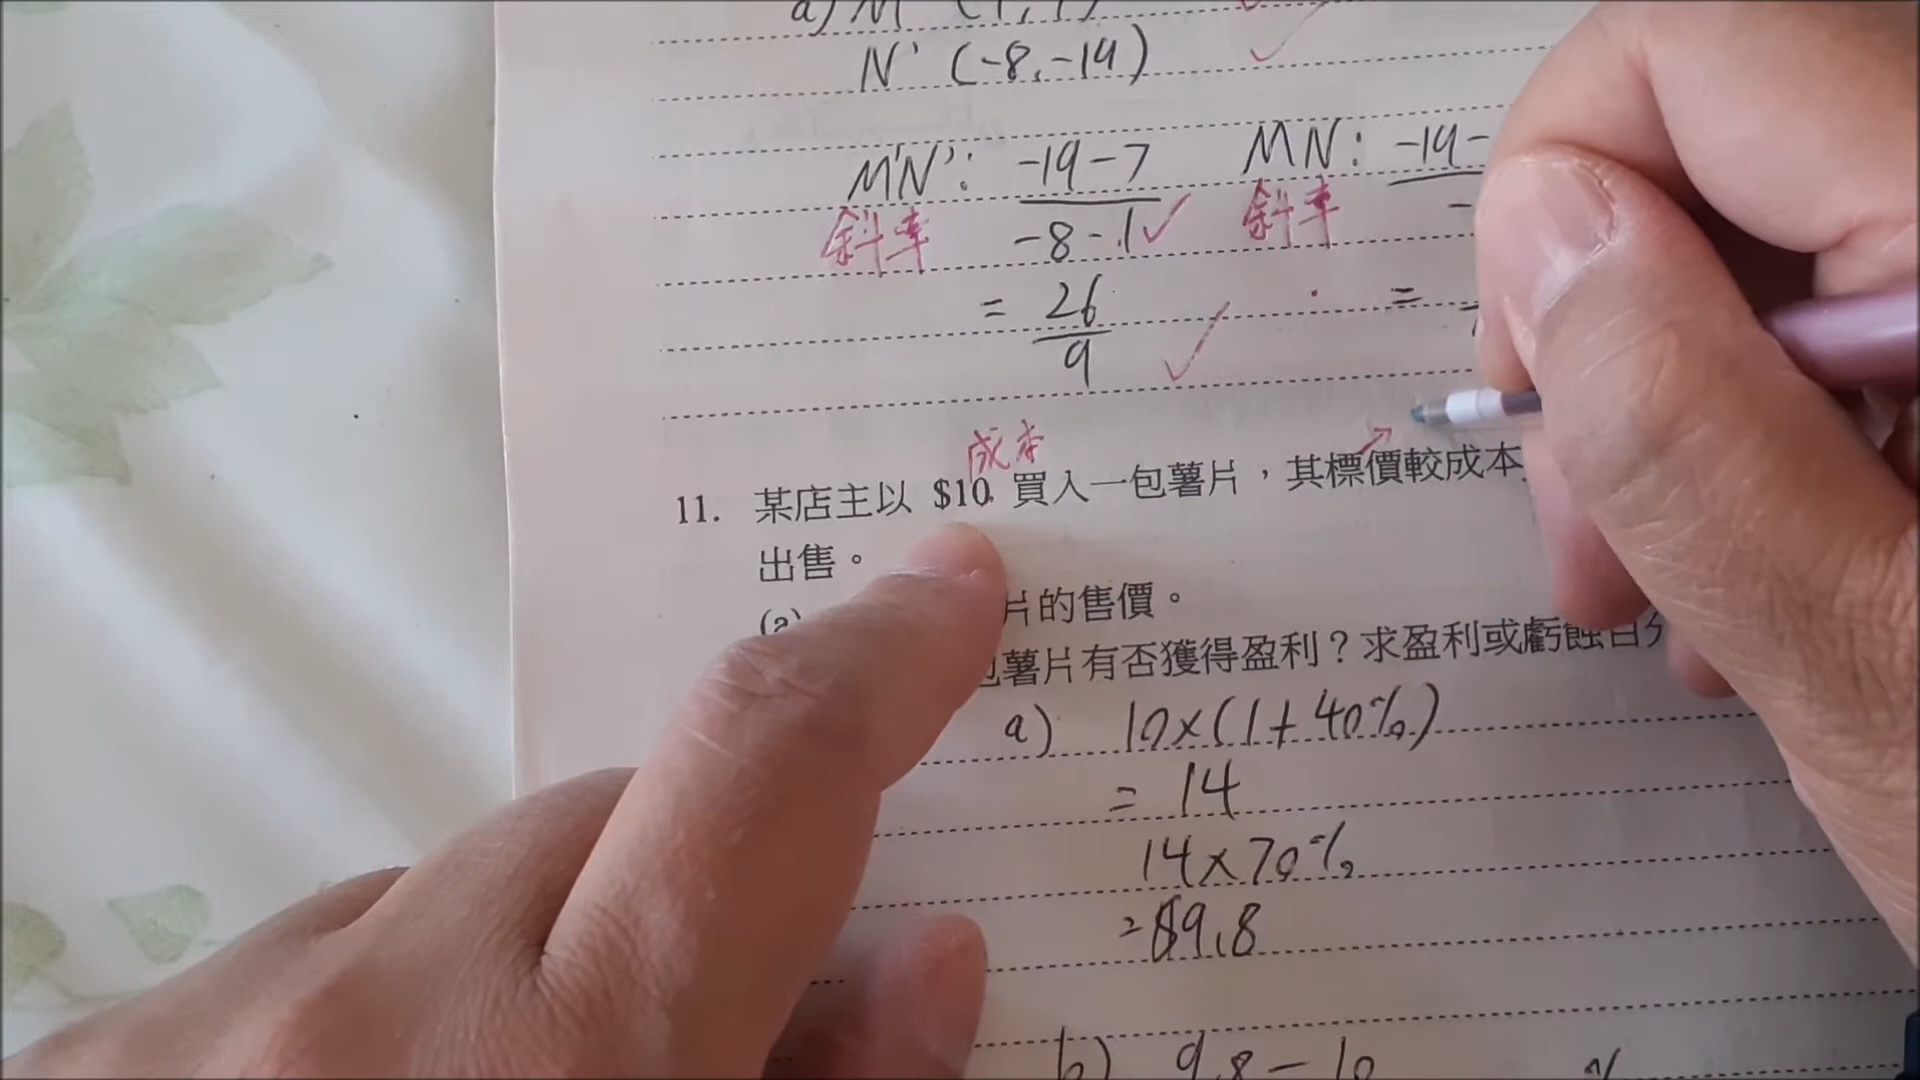 N' (-8, -19)
M'N': -19-7 MN: -19-
斜率 -8-1 斜率 -
= 26 =
9
成本
11. 某店主以 $10 買入一包薯片，其標價較成本
出售。
(a) 片的售價。
包薯片有否獲得盈利？求盈利或虧蝕百分
a) 10×(1+40%)
= 14
14×70%
=$9.8
b) 9.8-10